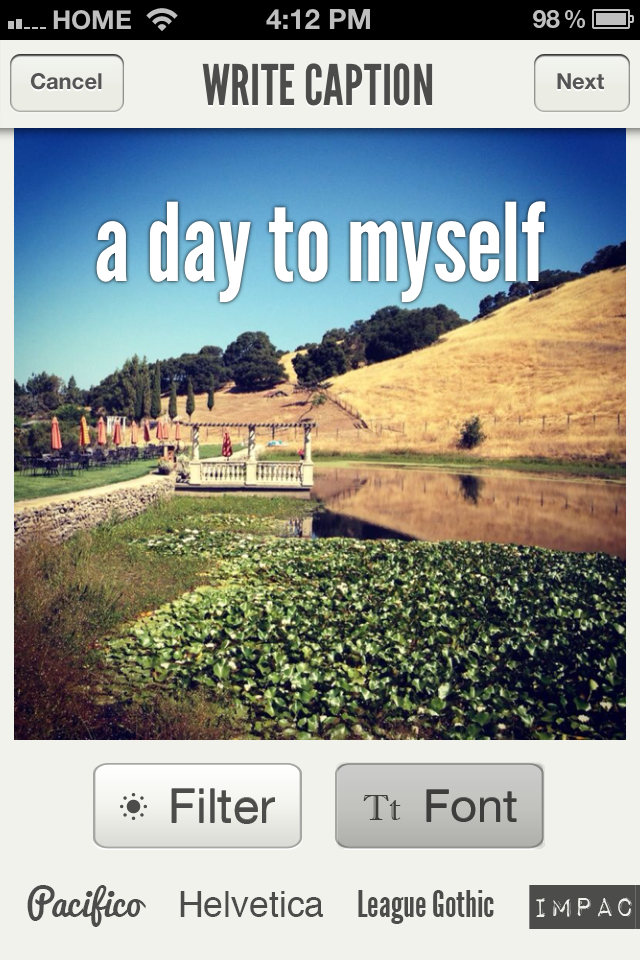 HOME 4:12 PM 98 %
Cancel WRITE CAPTION Next
a day to myself
Filter Tt Font
Pacifico Helvetica League Gothic IMPAC